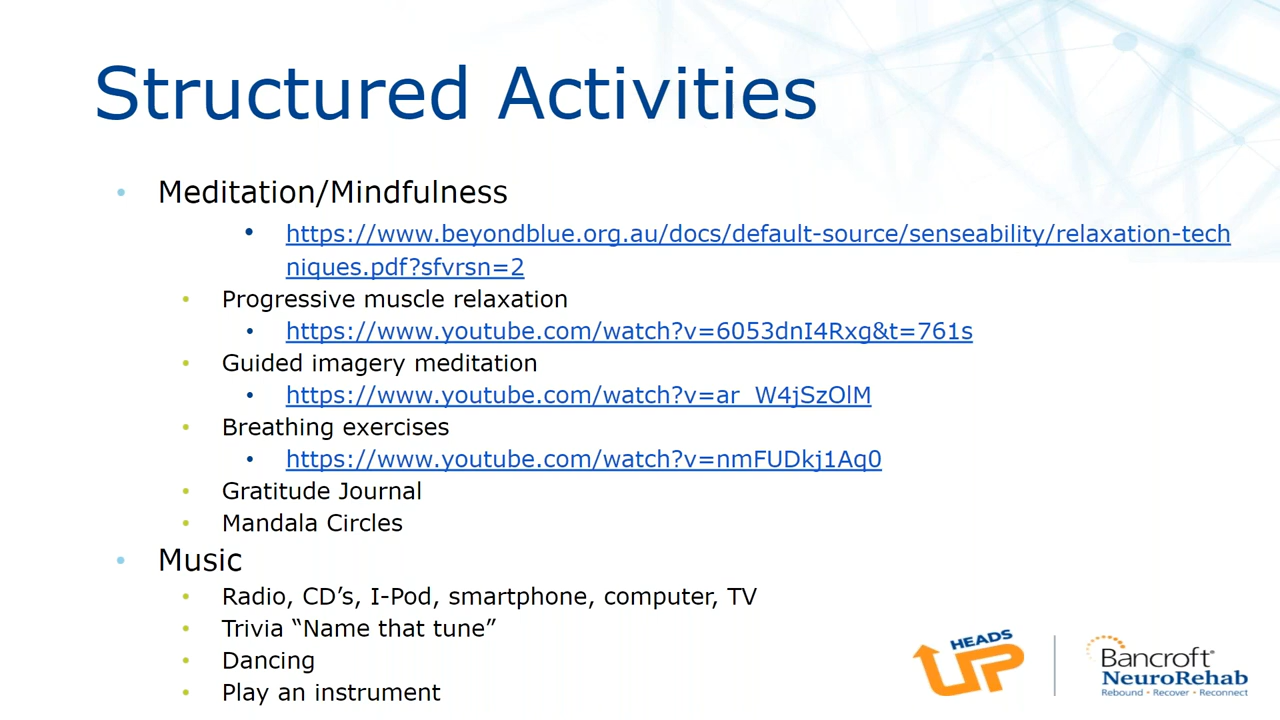 Structured Activities
• Meditation/Mindfulness
• https://www.beyondblue.org.au/docs/default-source/senseability/relaxation-tech
niques.pdf?sfvrsn=2
• Progressive muscle relaxation
• https://www.youtube.com/watch?v=6053dnI4Rxg&t=761s
• Guided imagery meditation
• https://www.youtube.com/watch?v=ar_W4jSzOlM
• Breathing exercises
• https://www.youtube.com/watch?v=nmFUDkj1Aq0
• Gratitude Journal
• Mandala Circles
• Music
• Radio, CD’s, I-Pod, smartphone, computer, TV
• Trivia “Name that tune”
• Dancing
• Play an instrument
HEADS
UP
Bancroft®
NeuroRehab
Rebound • Recover • Reconnect